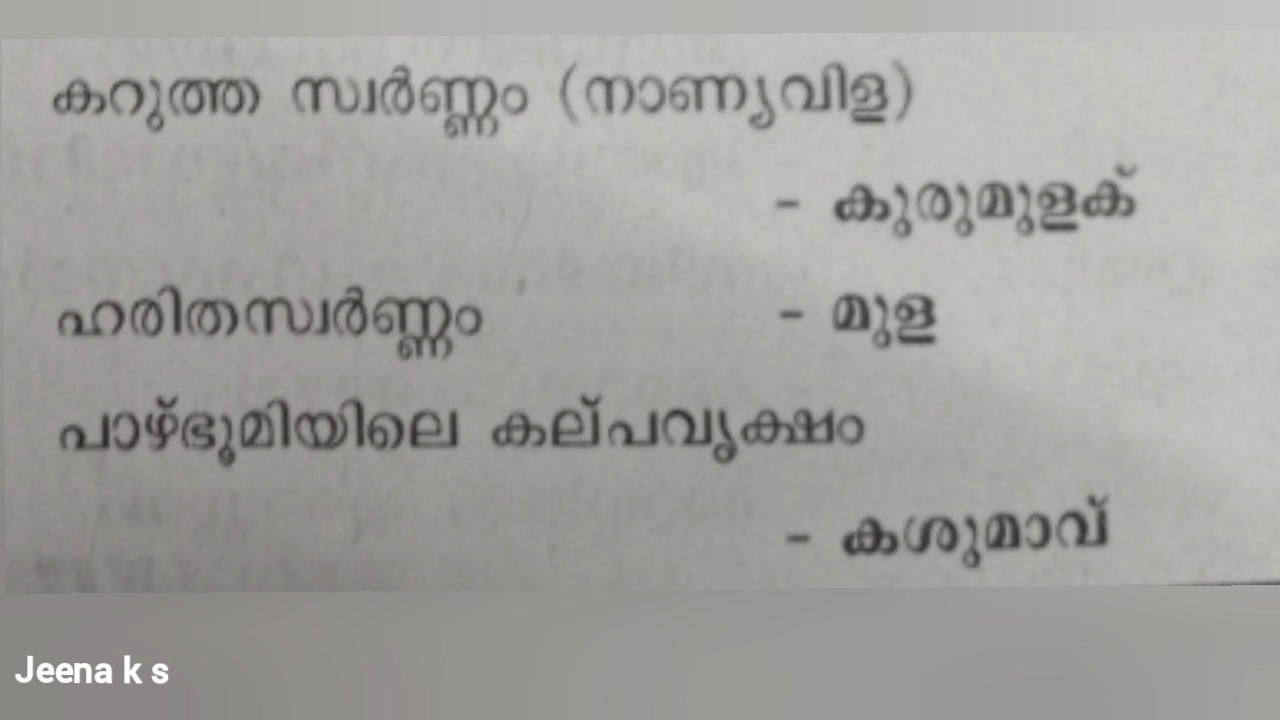 കറുത്ത സ്വർണ്ണം (നാണ്യവിള)
- കുരുമുളക്
ഹരിതസ്വർണ്ണം - മുള
പാഴ്ഭൂമിയിലെ കല്പവൃക്ഷം
- കശുമാവ്
Jeena k s